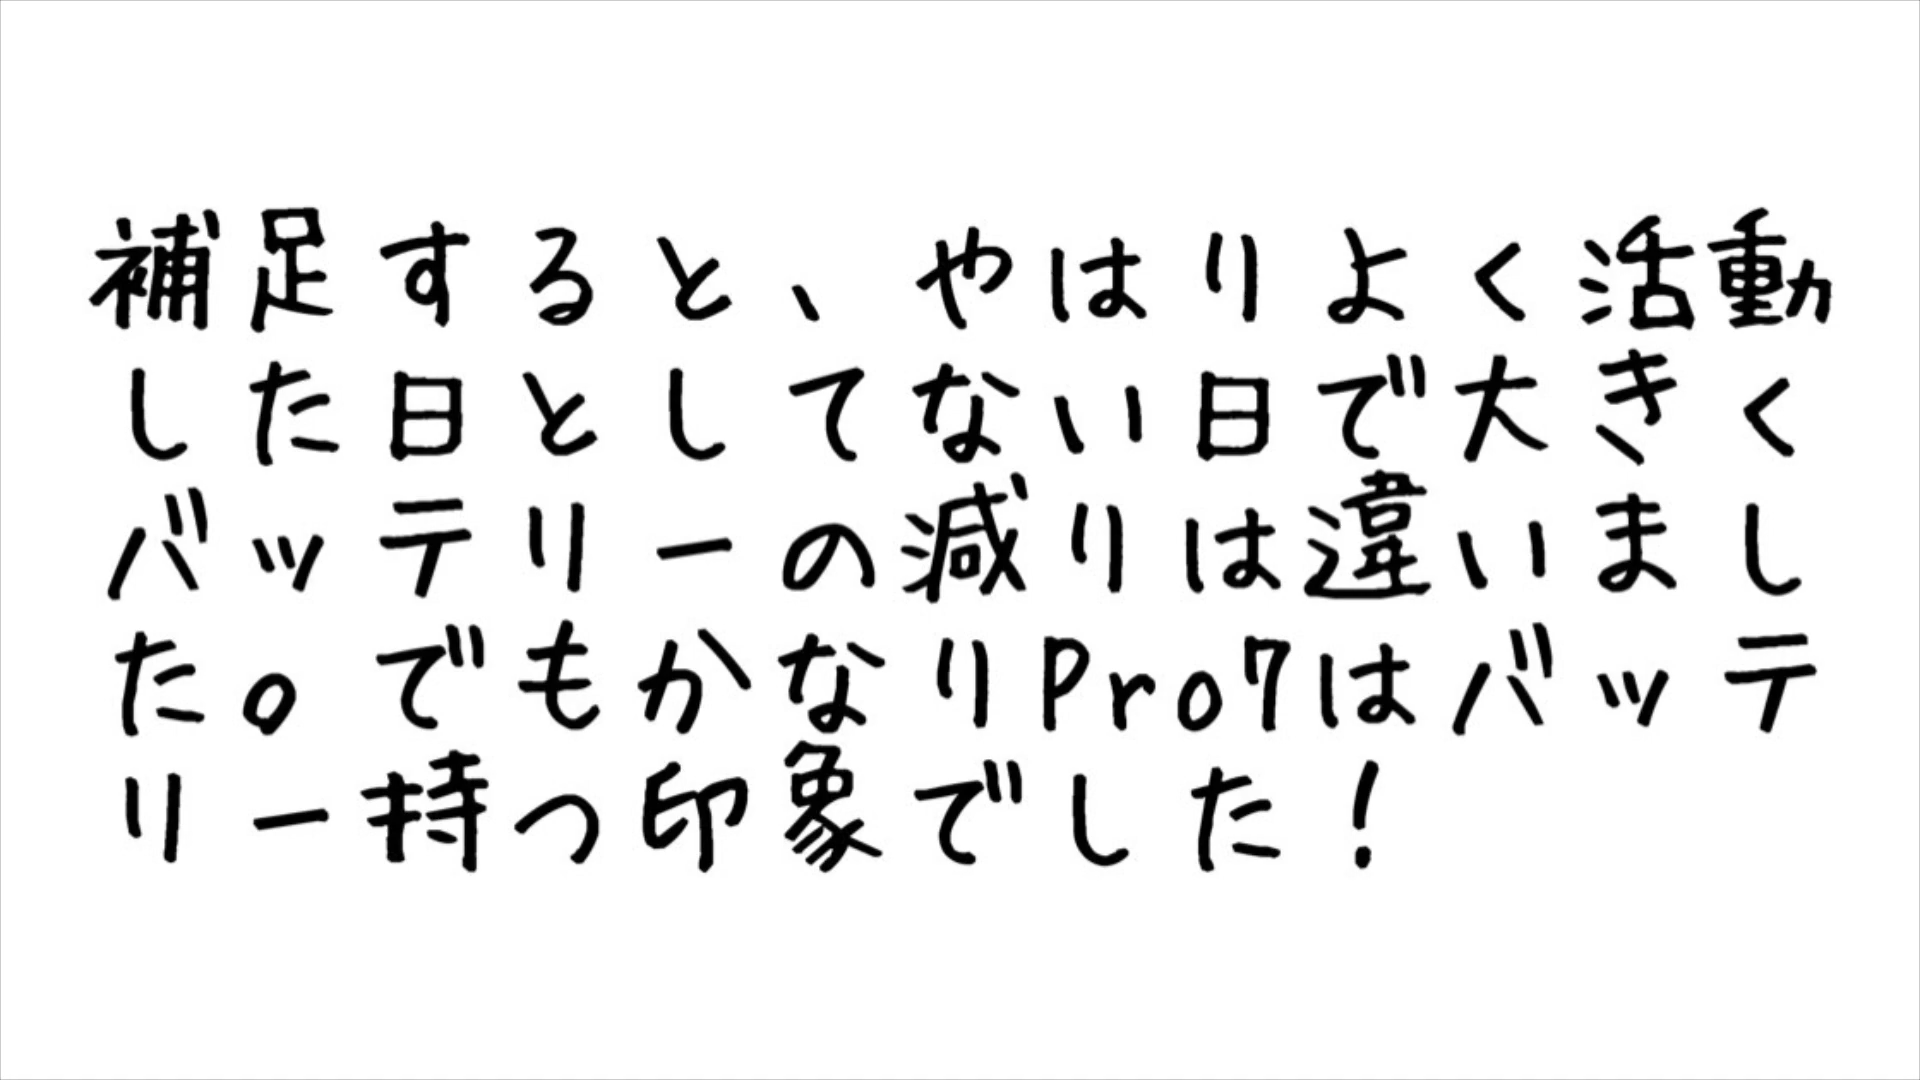 補足すると、やはりよく活動
した日としてない日で大きく
バッテリーの減りは違いまし
た。でもかなりPro7はバッテ
リー持つ印象でした！